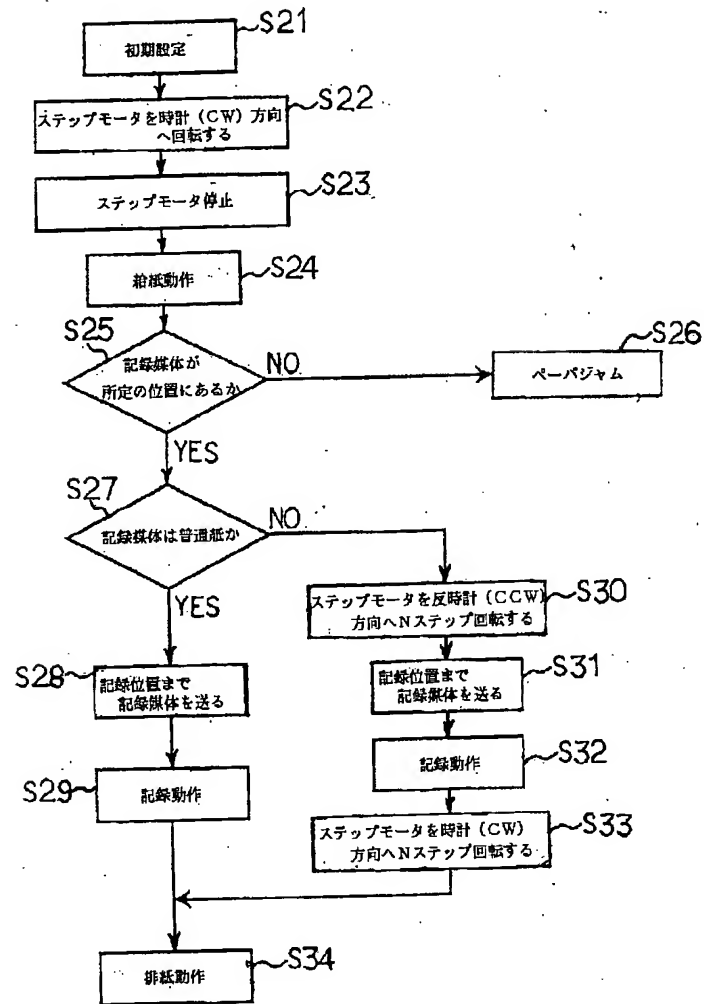 S21
初期設定
S22
ステップモータを時計(CW)方向
へ回転する
S23
ステップモータ停止
S24
給紙動作
S25
記録媒体が
所定の位置にあるか
NO
S26
ペーパジャム
YES
S27
記録媒体は普通紙か
NO
YES
S30
ステップモータを反時計(CCW)
方向へNステップ回転する
S28
記録位置まで
記録媒体を送る
S31
記録位置まで
記録媒体を送る
S29
記録動作
S32
記録動作
S33
ステップモータを時計(CW)
方向へNステップ回転する
S34
排紙動作